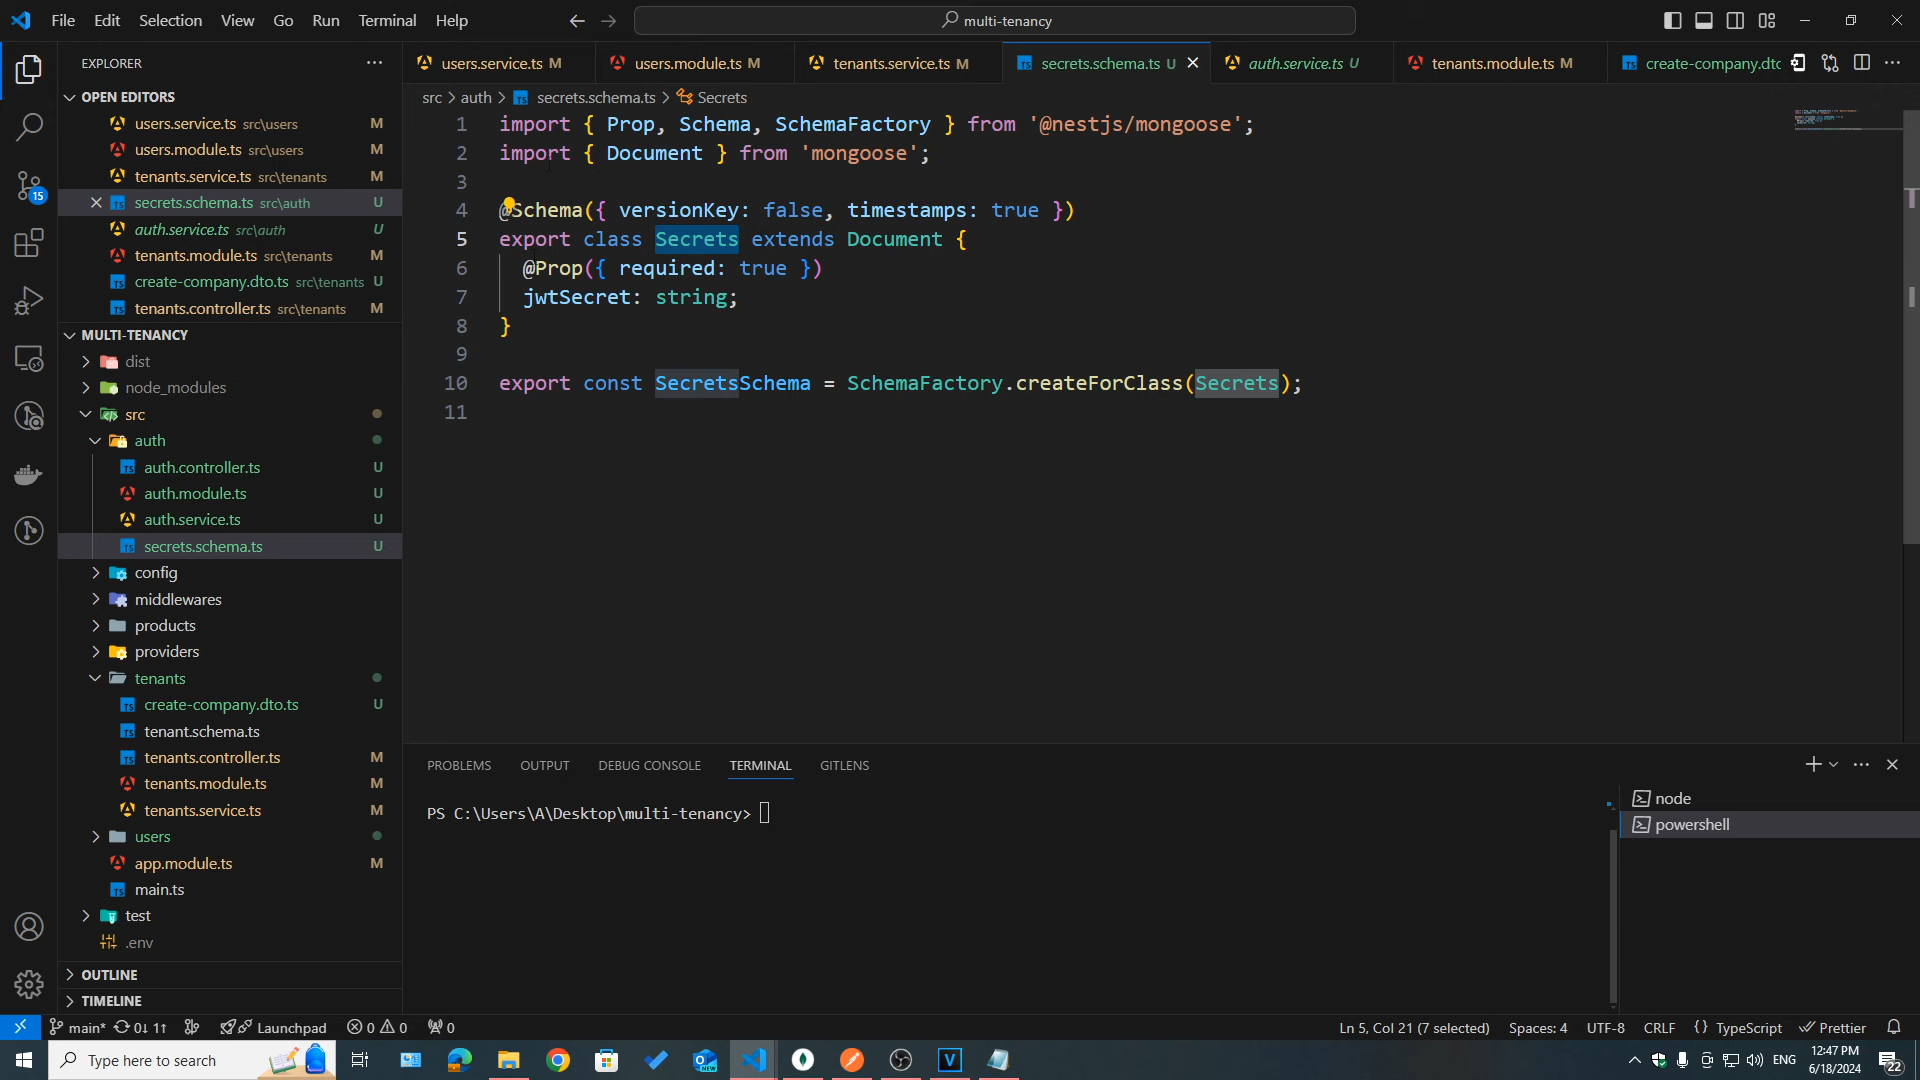 File Edit Selection View Go Run Terminal Help
multi-tenancy
EXPLORER
OPEN EDITORS
users.service.ts src\users M
users.module.ts src\users M
tenants.service.ts src\tenants M
secrets.schema.ts src\auth U
auth.service.ts src\auth U
tenants.module.ts src\tenants M
create-company.dto.ts src\tenants U
tenants.controller.ts src\tenants M
MULTI-TENANCY
dist
node_modules
src
auth
auth.controller.ts U
auth.module.ts U
auth.service.ts U
secrets.schema.ts U
config
middlewares
products
providers
tenants
create-company.dto.ts U
tenant.schema.ts
tenants.controller.ts M
tenants.module.ts M
tenants.service.ts M
users
app.module.ts M
main.ts
test
.env
OUTLINE
TIMELINE
users.service.ts M users.module.ts M tenants.service.ts M secrets.schema.ts U auth.service.ts U tenants.module.ts M create-company.dtc
src > auth > secrets.schema.ts > Secrets
1 import { Prop, Schema, SchemaFactory } from '@nestjs/mongoose';
2 import { Document } from 'mongoose';
3
4 @Schema({ versionKey: false, timestamps: true })
5 export class Secrets extends Document {
6 @Prop({ required: true })
7 jwtSecret: string;
8 }
9
10 export const SecretsSchema = SchemaFactory.createForClass(Secrets);
11
PROBLEMS OUTPUT DEBUG CONSOLE TERMINAL GITLENS
PS C:\Users\A\Desktop\multi-tenancy>
node
powershell
15
main* 0↓ 1↑ Launchpad 0 0 0
Ln 5, Col 21 (7 selected) Spaces: 4 UTF-8 CRLF {} TypeScript Prettier
Type here to search
NEW
V
ENG
12:47 PM
6/18/2024
22